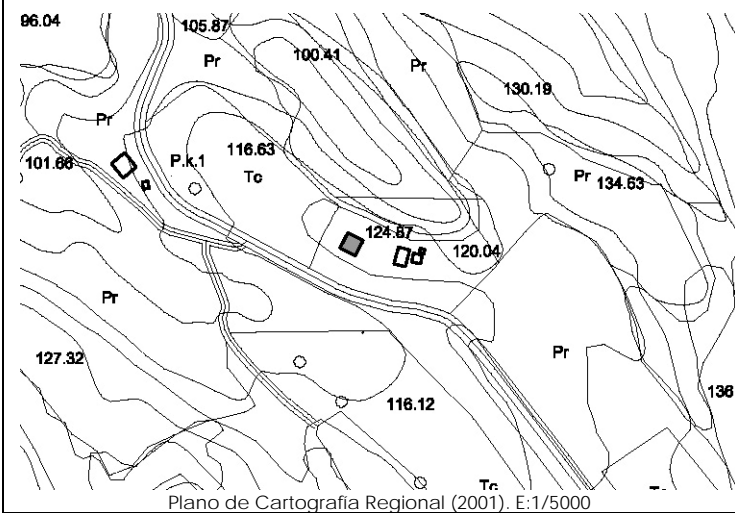 96.04
105.87
Pr
100.41
Pr
130.19
Pr
101.66
P.k.1
116.63
Tc
Pr
134.63
124.87
120.04
Pr
127.32
Pr
116.12
136
Tc
Plano de Cartografía Regional (2001). E:1/5000